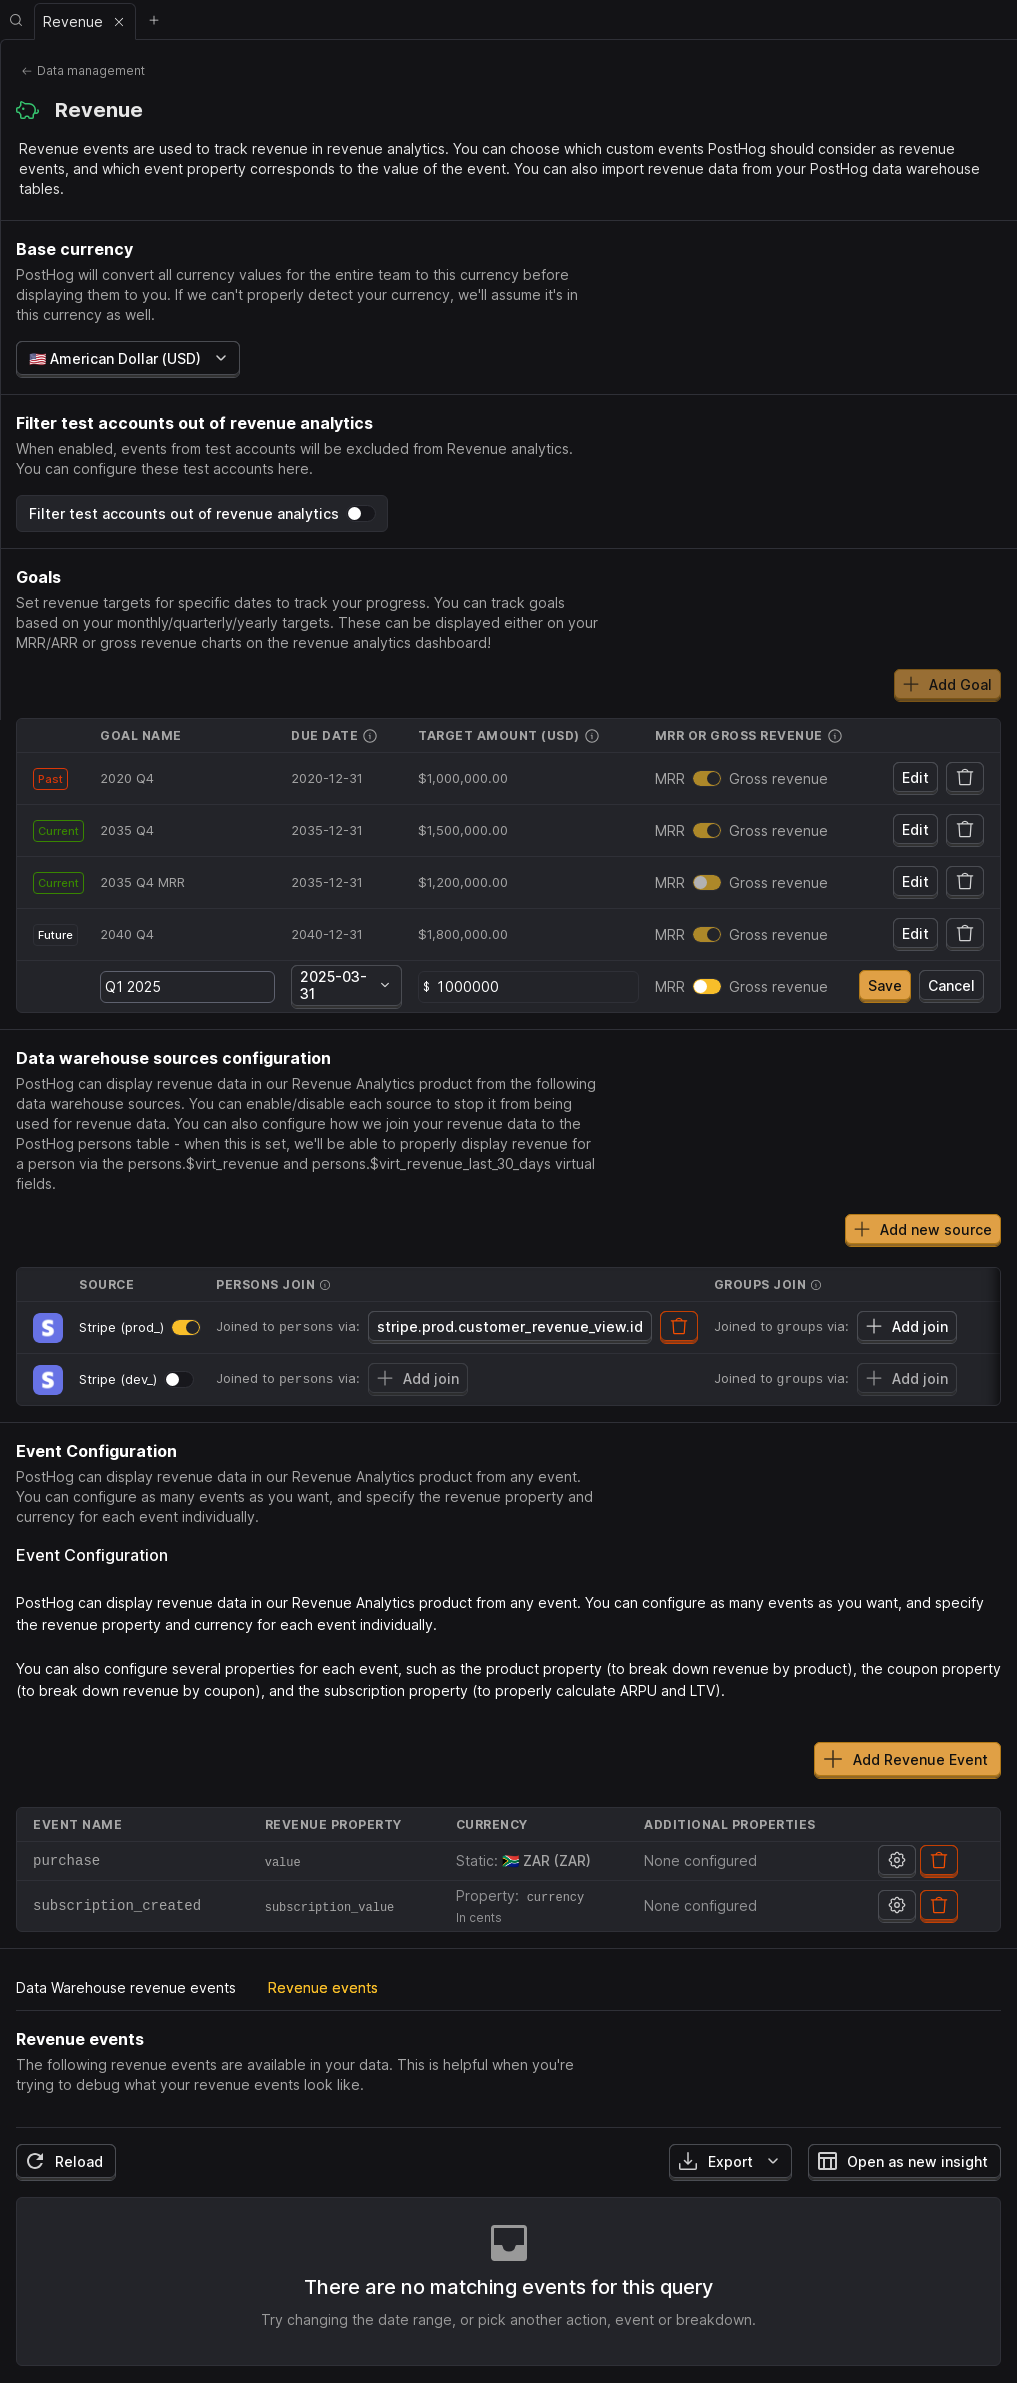 Revenue
Data management
Revenue
Revenue events are used to track revenue in revenue analytics. You can choose which custom events PostHog should consider as revenue
events, and which event property corresponds to the value of the event. You can also import revenue data from your PostHog data warehouse
tables.
Base currency
PostHog will convert all currency values for the entire team to this currency before
displaying them to you. If we can't properly detect your currency, we'll assume it's in
this currency as well.
🇺🇸 American Dollar (USD)
Filter test accounts out of revenue analytics
When enabled, events from test accounts will be excluded from Revenue analytics.
You can configure these test accounts here.
Filter test accounts out of revenue analytics
Goals
Set revenue targets for specific dates to track your progress. You can track goals
based on your monthly/quarterly/yearly targets. These can be displayed either on your
MRR/ARR or gross revenue charts on the revenue analytics dashboard!
Add Goal
GOAL NAME DUE DATE TARGET AMOUNT (USD) MRR OR GROSS REVENUE
Past 2020 Q4 2020-12-31 $1,000,000.00 MRR Gross revenue Edit
Current 2035 Q4 2035-12-31 $1,500,000.00 MRR Gross revenue Edit
Current 2035 Q4 MRR 2035-12-31 $1,200,000.00 MRR Gross revenue Edit
Future 2040 Q4 2040-12-31 $1,800,000.00 MRR Gross revenue Edit
Q1 2025 2025-03-31 $ 1000000 MRR Gross revenue Save Cancel
Data warehouse sources configuration
PostHog can display revenue data in our Revenue Analytics product from the following
data warehouse sources. You can enable/disable each source to stop it from being
used for revenue data. You can also configure how we join your revenue data to the
PostHog persons table - when this is set, we'll be able to properly display revenue for
a person via the persons.$virt_revenue and persons.$virt_revenue_last_30_days virtual
fields.
Add new source
SOURCE PERSONS JOIN GROUPS JOIN
S Stripe (prod_) Joined to persons via: stripe.prod.customer_revenue_view.id Joined to groups via: Add join
S Stripe (dev_) Joined to persons via: Add join Joined to groups via: Add join
Event Configuration
PostHog can display revenue data in our Revenue Analytics product from any event.
You can configure as many events as you want, and specify the revenue property and
currency for each event individually.
Event Configuration
PostHog can display revenue data in our Revenue Analytics product from any event. You can configure as many events as you want, and specify
the revenue property and currency for each event individually.
You can also configure several properties for each event, such as the product property (to break down revenue by product), the coupon property
(to break down revenue by coupon), and the subscription property (to properly calculate ARPU and LTV).
Add Revenue Event
EVENT NAME REVENUE PROPERTY CURRENCY ADDITIONAL PROPERTIES
purchase value Static: 🇿🇦 ZAR (ZAR) None configured
subscription_created subscription_value Property: currency None configured
In cents
Data Warehouse revenue events Revenue events
Revenue events
The following revenue events are available in your data. This is helpful when you're
trying to debug what your revenue events look like.
Reload Export Open as new insight
There are no matching events for this query
Try changing the date range, or pick another action, event or breakdown.